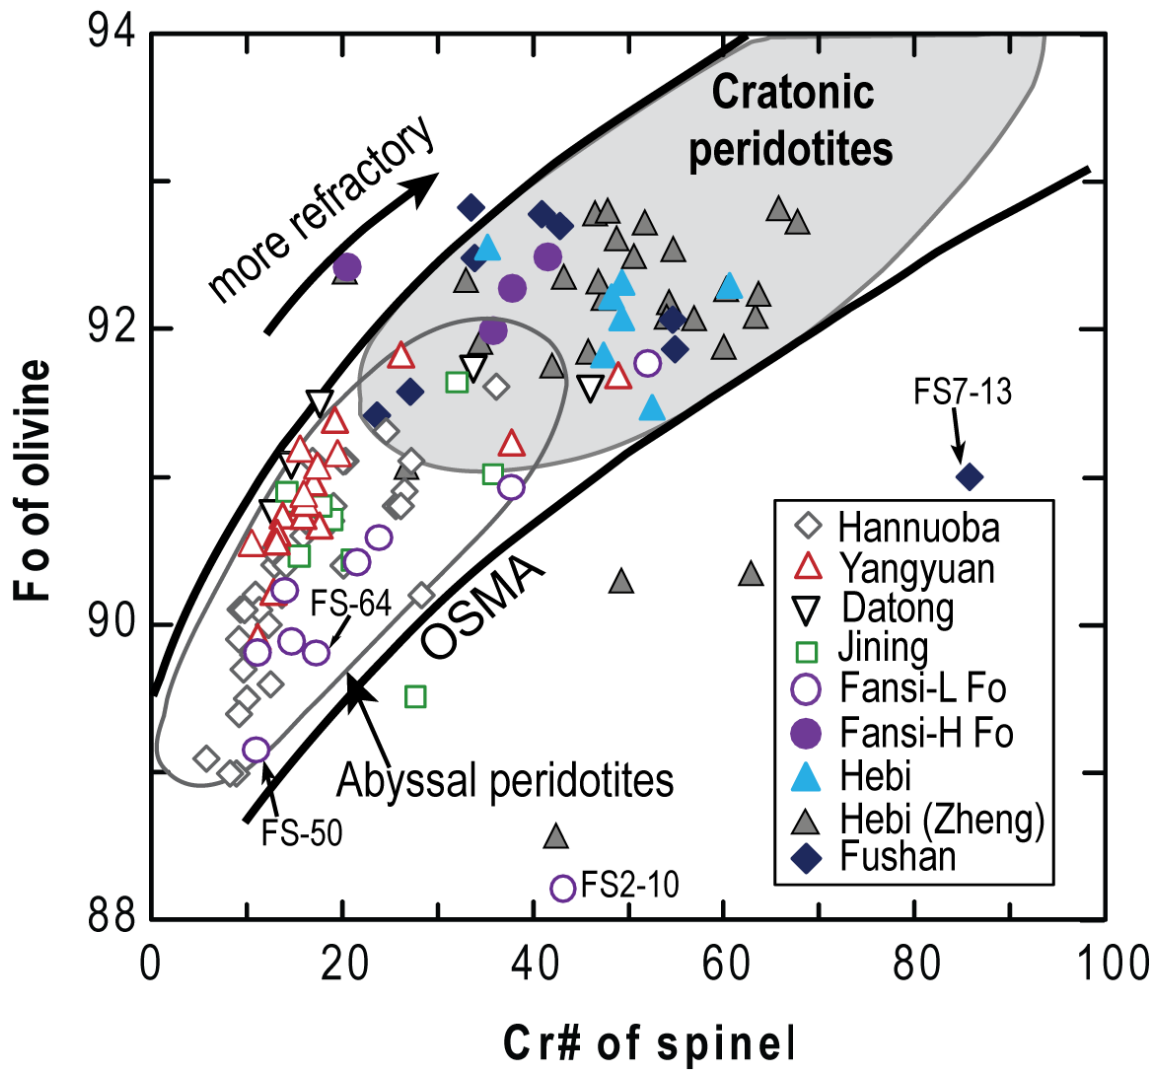 94
92
90
88
Fo of olivine
more refractory
Cratonic
peridotites
FS7-13
OSMA
FS-64
Abyssal peridotites
FS-50
FS2-10
Hannuoba
Yangyuan
Datong
Jining
Fansi-L Fo
Fansi-H Fo
Hebi
Hebi (Zheng)
Fushan
0 20 40 60 80 100
Cr# of spinel